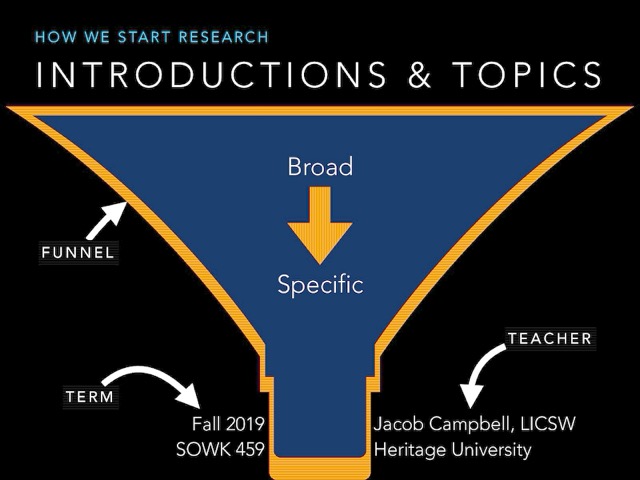 HOW WE START RESEARCH
INTRODUCTIONS & TOPICS
Broad
FUNNEL
Specific
TEACHER
TERM
Fall 2019
SOWK 459
Jacob Campbell, LICSW
Heritage University